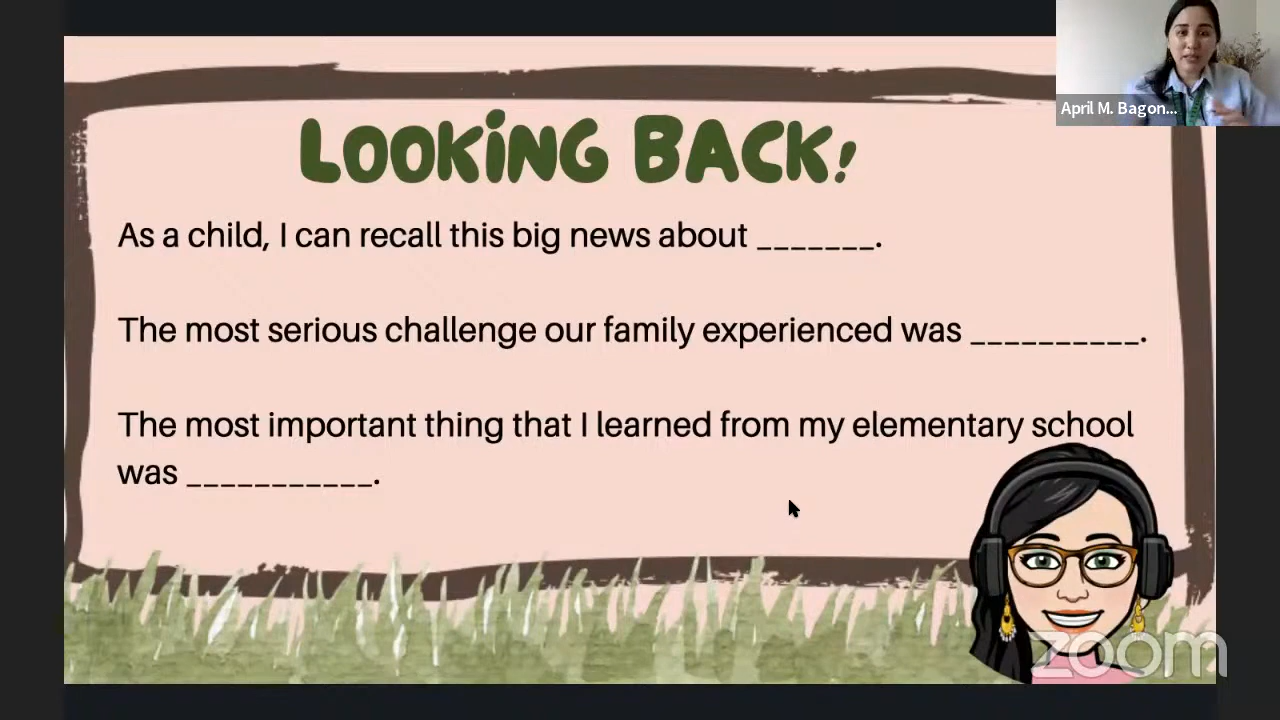 April M. Bagon...
LOOKING BACK!
As a child, I can recall this big news about _______.
The most serious challenge our family experienced was __________.
The most important thing that I learned from my elementary school
was ___________.
zoom